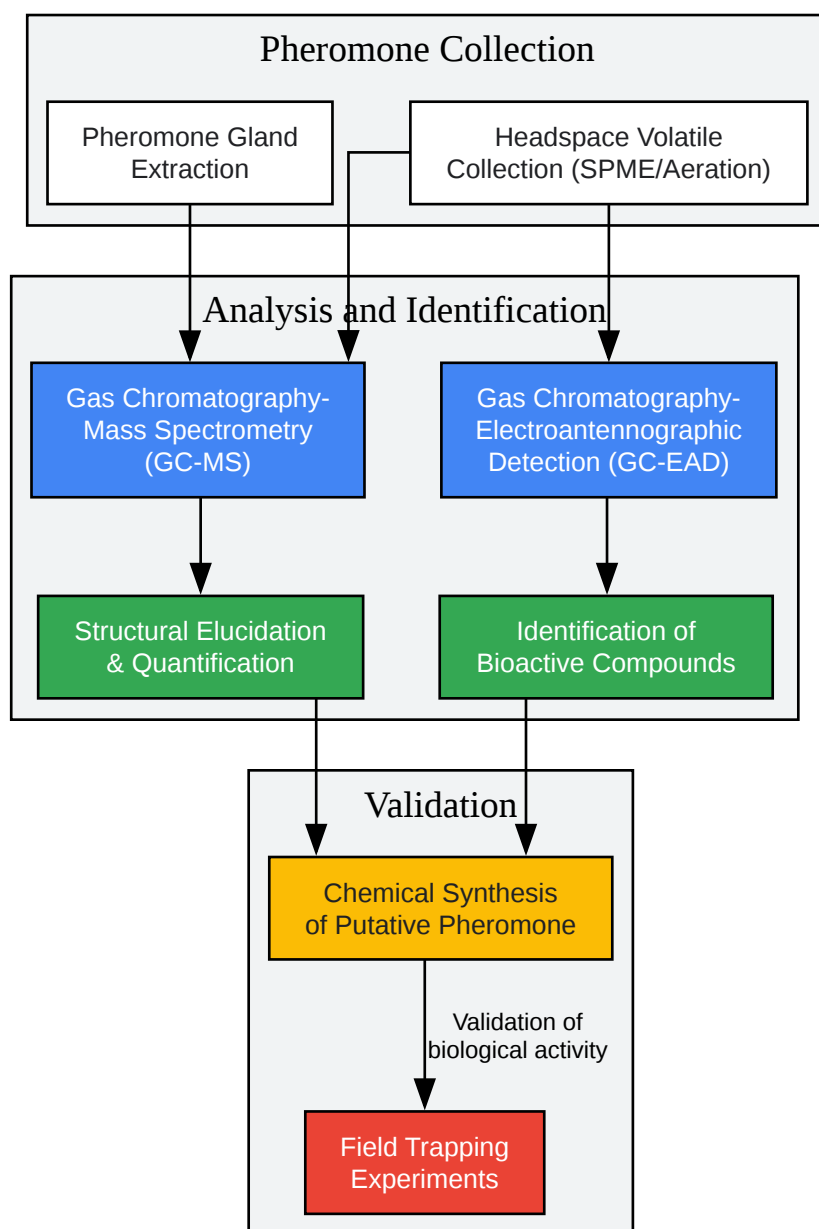 Pheromone Collection
Pheromone Gland
Extraction
Headspace Volatile
Collection (SPME/Aeration)
Analysis and Identification
Gas Chromatography-
Mass Spectrometry
(GC-MS)
Gas Chromatography-
Electroantennographic
Detection (GC-EAD)
Structural Elucidation
& Quantification
Identification of
Bioactive Compounds
Validation
Chemical Synthesis
of Putative Pheromone
Validation of
biological activity
Field Trapping
Experiments